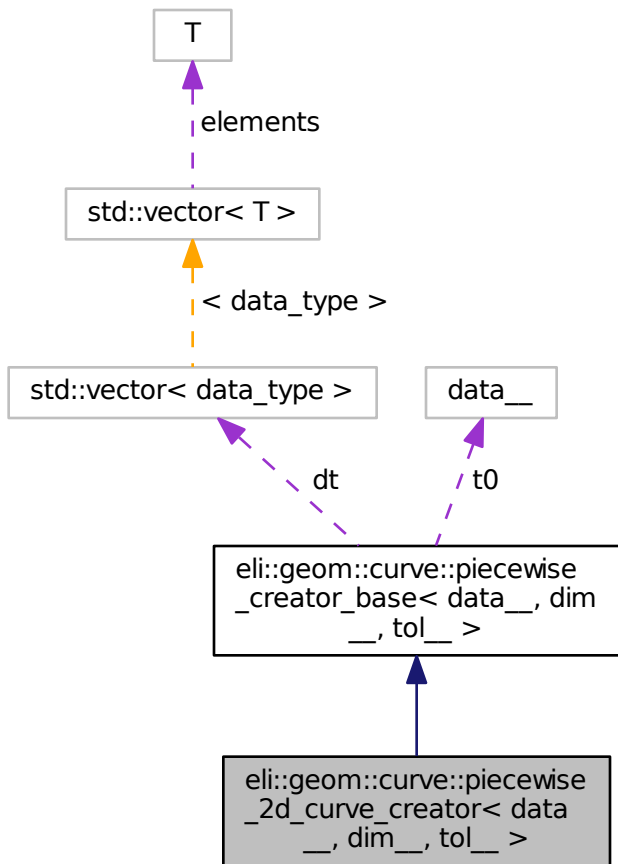 T
elements
std::vector< T >
< data_type >
std::vector< data_type >
data__
dt
t0
eli::geom::curve::piecewise
_creator_base< data__, dim
__, tol__ >
eli::geom::curve::piecewise
_2d_curve_creator< data
__, dim__, tol__ >